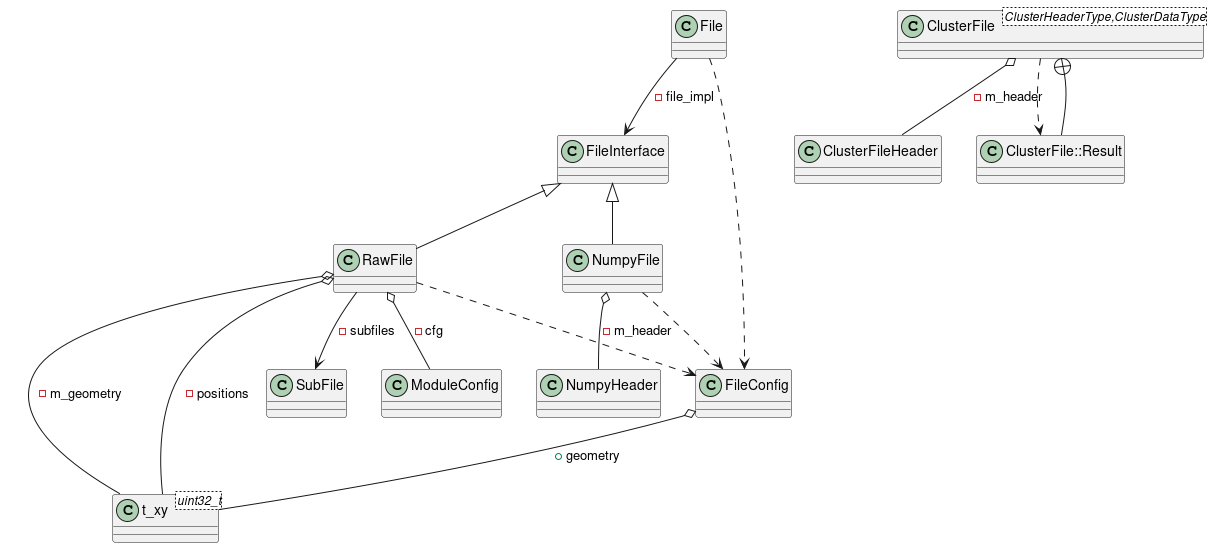 C File
C ClusterFile
ClusterHeaderType,ClusterDataType
file_impl
m_header
C FileInterface
C ClusterFileHeader
C ClusterFile::Result
C RawFile
C NumpyFile
subfiles
cfg
m_header
C SubFile
C ModuleConfig
C NumpyHeader
C FileConfig
m_geometry
positions
geometry
C t_xy
uint32_t